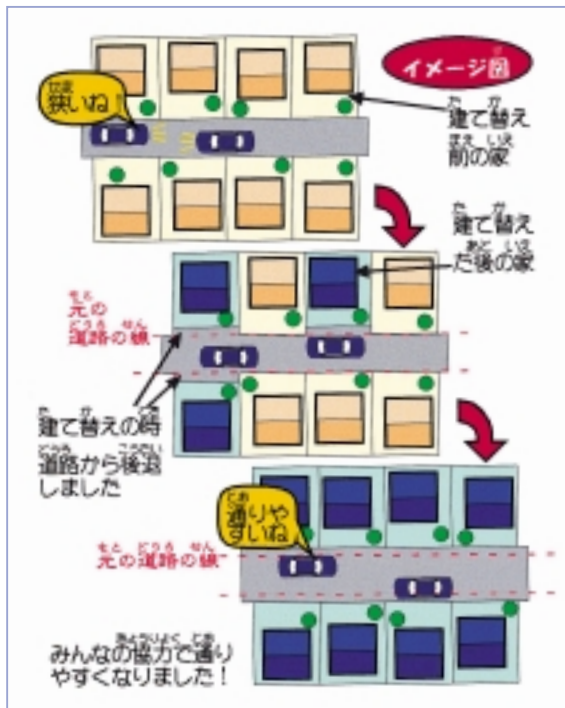 イメージ図
狭いね!
建て替え
前の家
建て替え
た後の家
元の
道路の線
建て替えの時
道路から後退
しました
通りや
すいね
元の道路の線
みんなの協力で通り
やすくなりました!